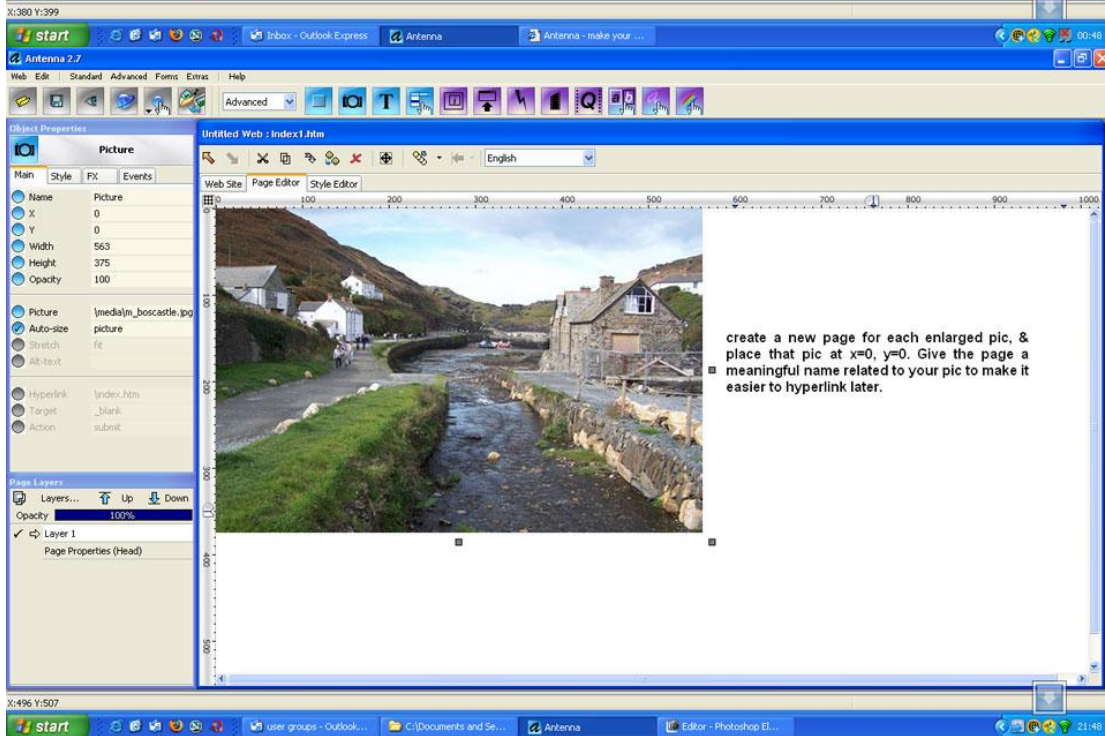 X:380 Y:399
start
Inbox - Outlook Express
Antenna
Antenna - make your ...
00:48
Antenna 2.7
Web Edit Standard Advanced Forms Extras Help
Advanced
T
Q
a b
Object Properties
Picture
Main Style FX Events
Name Picture
X 0
Y 0
Width 563
Height 375
Opacity 100
Picture \media\m_boscastle.jpg
Auto-size picture
Stretch fit
Alt-text
Hyperlink \index.htm
Target _blank
Action submit
Page Layers
Layers... Up Down
Opacity 100%
Layer 1
Page Properties (Head)
Untitled Web : Index1.htm
English
Web Site Page Editor Style Editor
0 100 200 300 400 500 600 700 800 900 1000
0
100
200
300
400
500
create a new page for each enlarged pic, &
place that pic at x=0, y=0. Give the page a
meaningful name related to your pic to make it
easier to hyperlink later.
X:496 Y:507
start
user groups - Outlook...
C:\Documents and Se...
Antenna
Editor - Photoshop El...
21:48